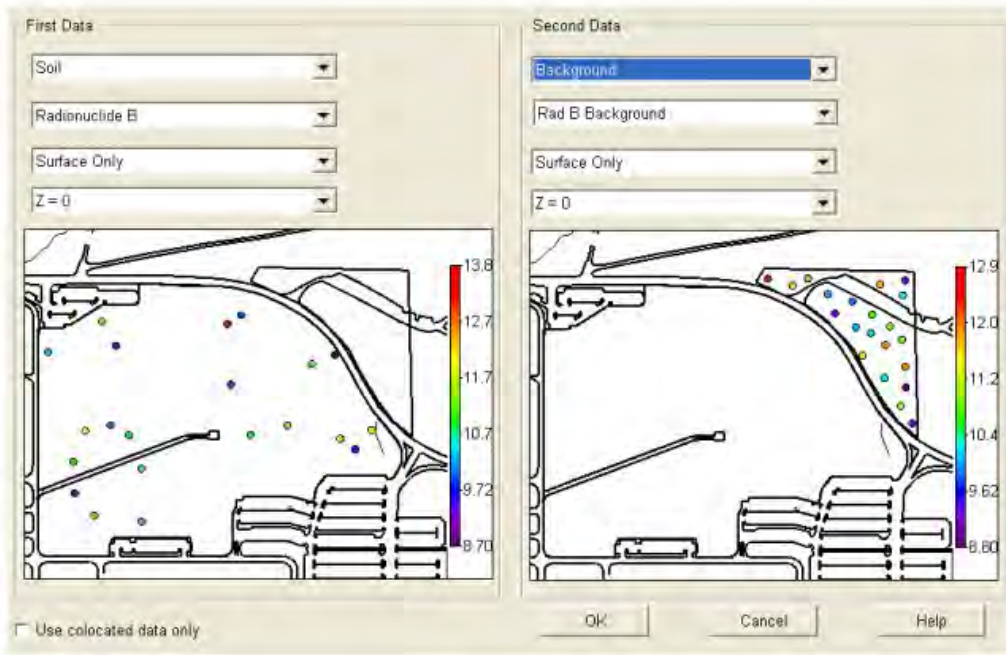 First Data
Soil
Radionuclide B
Surface Only
Z = 0
13.8
12.7
11.7
10.7
9.72
8.70
Use colocated data only
Second Data
Background
Rad B Background
Surface Only
Z = 0
12.9
12.0
11.2
10.4
9.62
8.80
OK
Cancel
Help